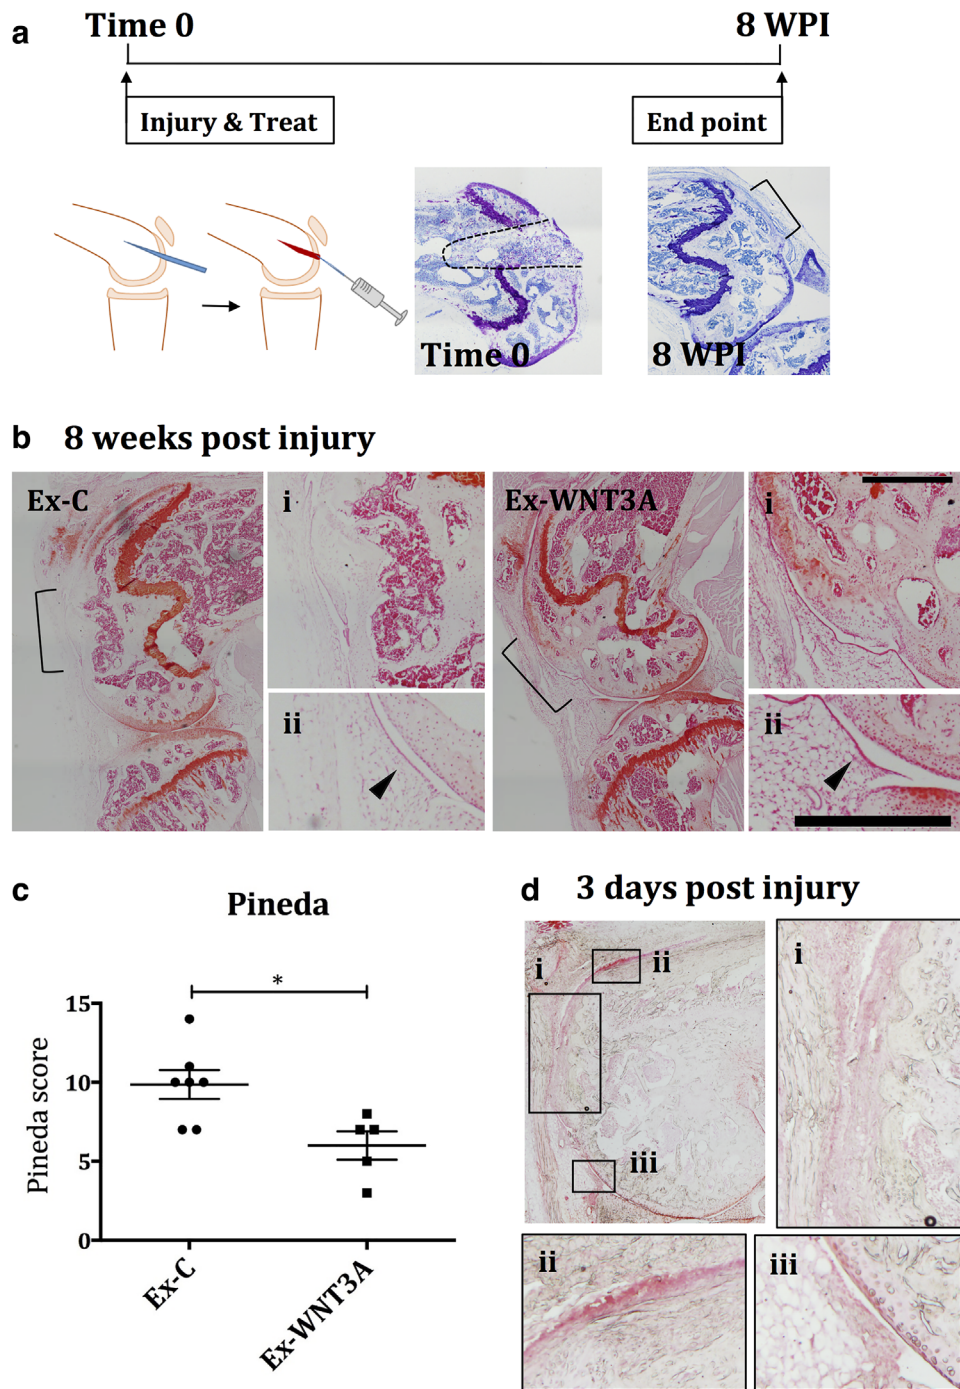 a
Time 0
8 WPI
Injury & Treat
End point
Time 0
8 WPI
b 8 weeks post injury
Ex-C
i
ii
Ex-WNT3A
i
ii
c
Pineda
*
Pineda score
15
10
5
0
Ex-C
Ex-WNT3A
d 3 days post injury
i
ii
iii
i
ii
iii